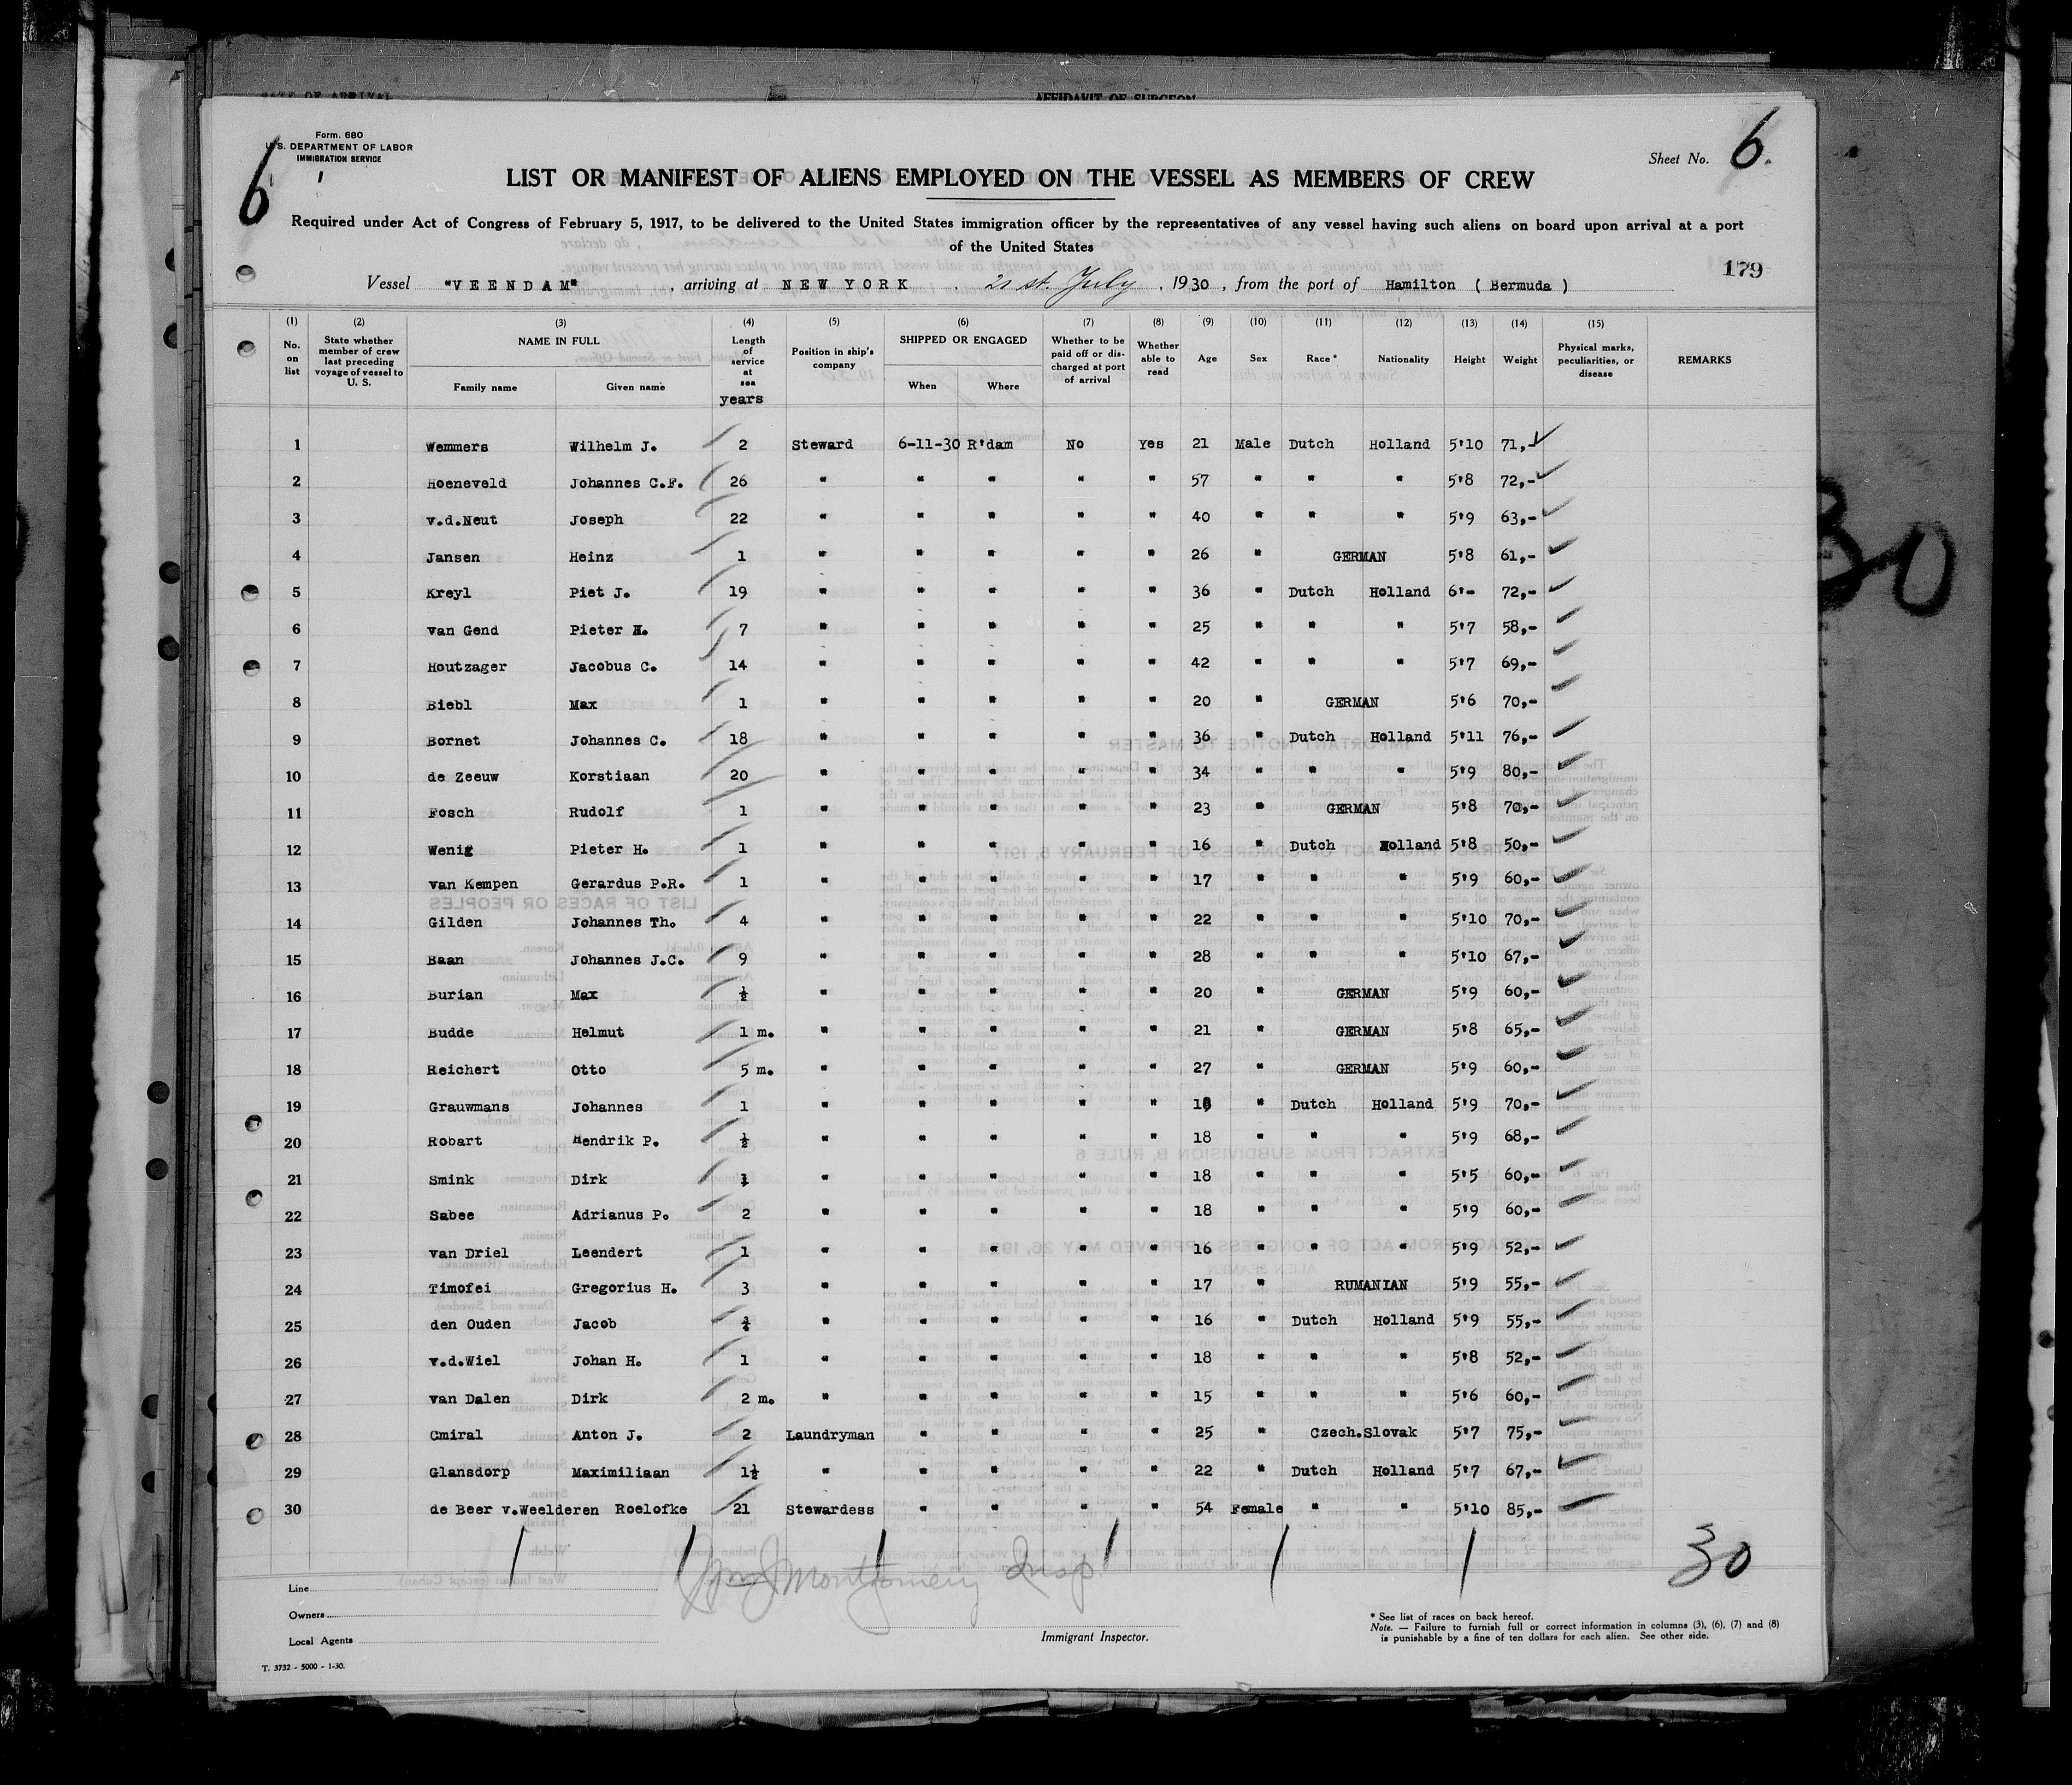 DATE OF ARRIVAL
AFFIDAVIT OF SURGEON
Form. 680
U.S. DEPARTMENT OF LABOR
IMMIGRATION SERVICE
6
Sheet No. 6.
LIST OR MANIFEST OF ALIENS EMPLOYED ON THE VESSEL AS MEMBERS OF CREW
Required under Act of Congress of February 5, 1917, to be delivered to the United States immigration officer by the representatives of any vessel having such aliens on board upon arrival at a port
of the United States
179
Vessel "VEENDAM", arriving at NEW YORK. 21 st. July, 1930, from the port of Hamilton ( Bermuda )
(1) (2) (3) (4) (5) (6) (7) (8) (9) (10) (11) (12) (13) (14) (15)
No. on list State whether member of crew last preceding voyage of vessel to U. S. NAME IN FULL Family name Given name Length of service at sea years Position in ship's company SHIPPED OR ENGAGED When Where Whether to be paid off or discharged at port of arrival Whether able to read Age Sex Race* Nationality Height Weight Physical marks, peculiarities, or disease REMARKS
1 Wemmers Wilhelm J. 2 Steward 6-11-30 R'dam No Yes 21 Male Dutch Holland 5'10 71,-
2 Hoeneveld Johannes C.F. 26 " " " " " 57 " " " 5'8 72,-
3 v.d.Neut Joseph 22 " " " " " 40 " " " 5'9 63,-
4 Jansen Heinz 1 " " " " " 26 " GERMAN 5'8 61,-
5 Kreyl Piet J. 19 " " " " " 36 " Dutch Holland 6'- 72,-
6 van Gend Pieter H. 7 " " " " " 25 " " " 5'7 58,-
7 Houtzager Jacobus C. 14 " " " " " 42 " " " 5'7 69,-
8 Biebl Max 1 " " " " " 20 " GERMAN 5'6 70,-
9 Bornet Johannes C. 18 " " " " " 36 " Dutch Holland 5'11 76,-
10 de Zeeuw Korstiaan 20 " " " " " 34 " " " 5'9 80,-
11 Fosch Rudolf 1 " " " " " 23 " GERMAN 5'8 70,-
12 Wenig Pieter H. 1 " " " " " 16 " Dutch Holland 5'8 50,-
13 van Kempen Gerardus P.R. 1 " " " " " 17 " " " 5'9 60,-
14 Gilden Johannes Th. 4 " " " " " 22 " " " 5'10 70,-
15 Baan Johannes J.C. 9 " " " " " 28 " " " 5'10 67,-
16 Burian Max ½ " " " " " 20 " GERMAN 5'9 60,-
17 Budde Helmut 1 m. " " " " " 21 " GERMAN 5'8 65,-
18 Reichert Otto 5 m. " " " " " 27 " GERMAN 5'9 60,-
19 Grauwmans Johannes 1 " " " " " " Dutch Holland 5'9 70,-
20 Robart Hendrik P. ½ " " " " " 18 " " " 5'9 68,-
21 Smink Dirk " " " " " 18 " " " 5'5 60,-
22 Sabee Adrianus P. 2 " " " " " 18 " " " 5'9 60,-
23 van Driel Leendert 1 " " " " " 16 " " " 5'9 52,-
24 Timofei Gregorius H. 3 " " " " " 17 " RUMANIAN 5'9 55,-
25 den Ouden Jacob " " " " " 16 " Dutch Holland 5'9 55,-
26 v.d.Wiel Johan H. 1 " " " " " 18 " " " 5'8 52,-
27 van Dalen Dirk 2 m. " " " " " 15 " " " 5'6 60,-
28 Cmiral Anton J. 2 Laundryman " " " " 25 " Czech.Slovak 5'7 75,-
29 Glansdorp Maximiliaan 1½ " " " " " 22 " Dutch Holland 5'7 67,-
30 de Beer v.Weelderen Roelofke 21 Stewardess " " " " 54 Female " " 5'10 85,-
30
Wm J Montgomery Insp.
Line
Owners
Local Agents
Immigrant Inspector.
* See list of races on back hereof.
Note. — Failure to furnish full or correct information in columns (3), (6), (7) and (8)
is punishable by a fine of ten dollars for each alien. See other side.
T. 3732 - 5000 - 1-30.